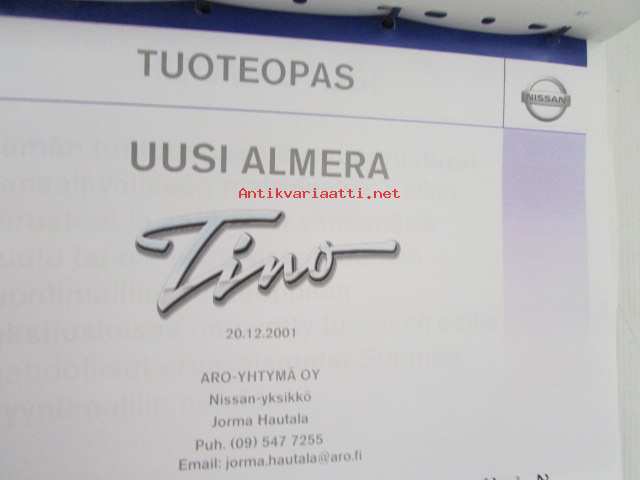 TUOTEOPAS
NISSAN
UUSI ALMERA
Antikvariaatti.net
Tino
20.12.2001
ARO-YHTYMÄ OY
Nissan-yksikkö
Jorma Hautala
Puh. (09) 547 7255
Email: jorma.hautala@aro.fi